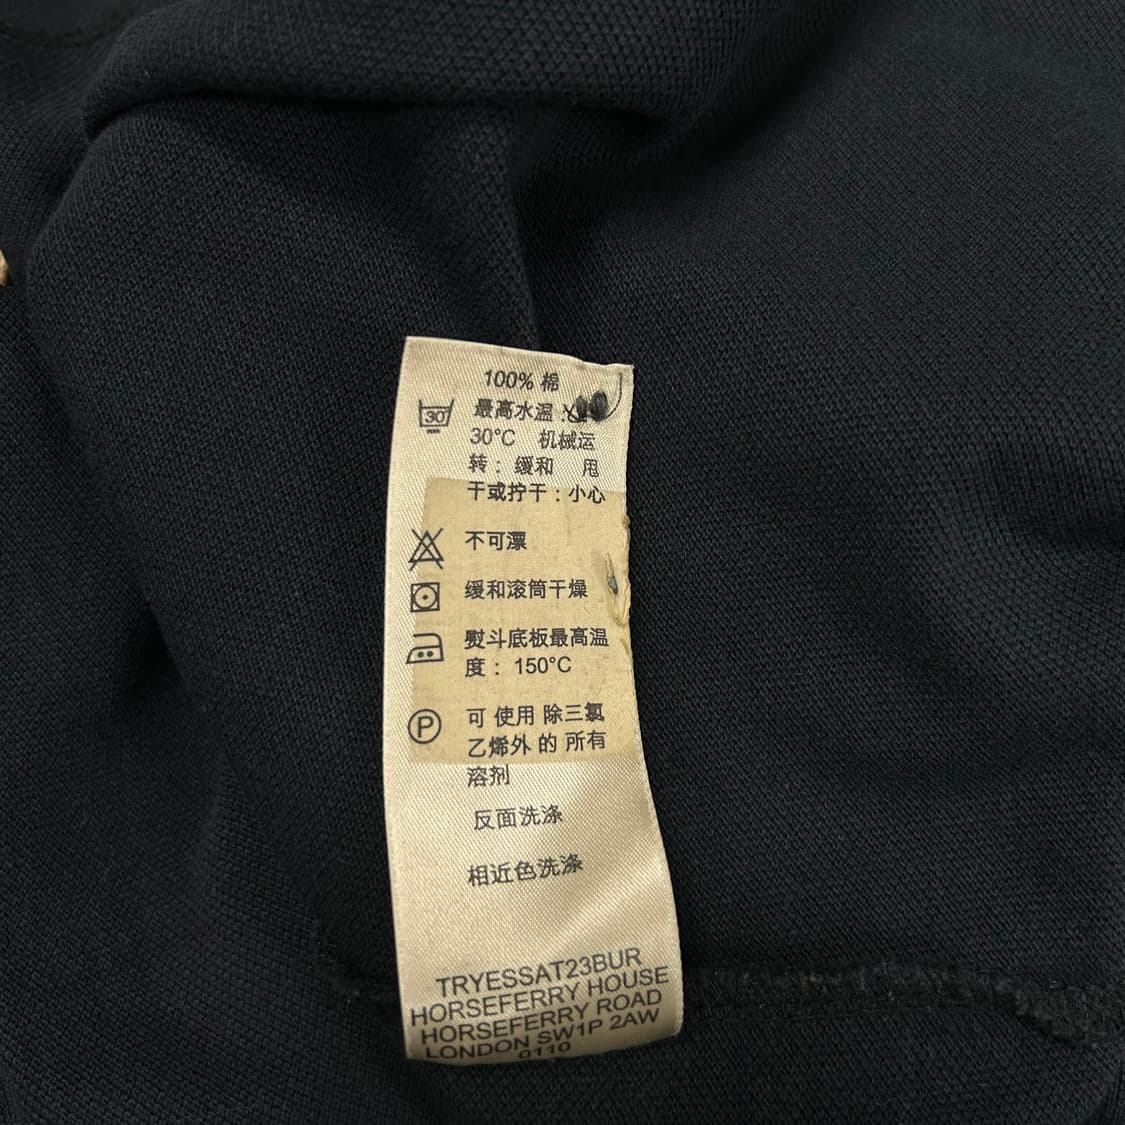 100% 棉
30 最高水温 :
30°C 机械运
转： 缓和 甩
干或拧干：小心
不可漂
缓和滚筒干燥
熨斗底板最高温
度： 150°C
P 可 使用 除三氯
乙烯外 的 所有
溶剂
反面洗涤
相近色洗涤
TRYESSAT23BUR
HORSEFERRY HOUSE
HORSEFERRY ROAD
LONDON SW1P 2AW
0110